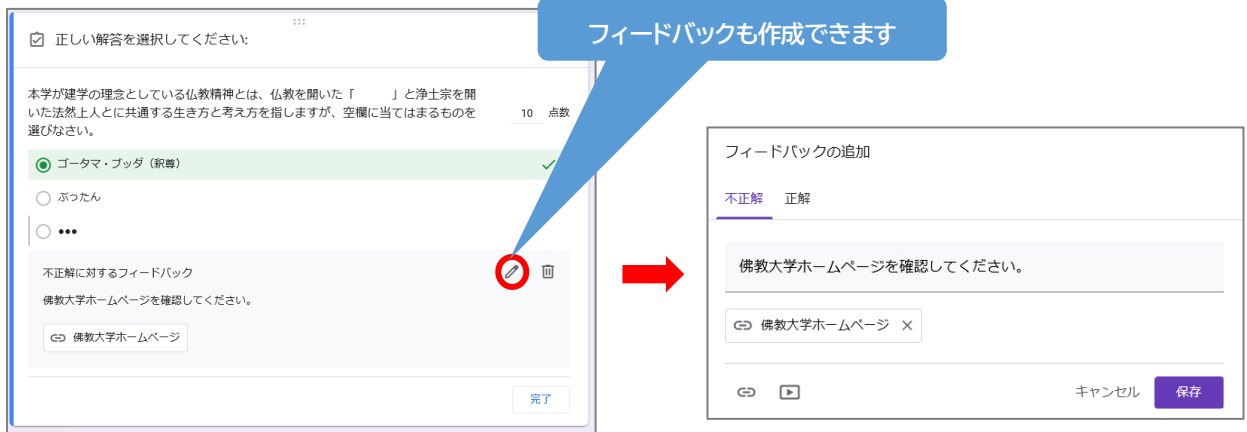 フィードバックも作成できます
正しい解答を選択してください:
本学が建学の理念としている仏教精神とは、仏教を開いた「　　　」と浄土宗を開
いた法然上人とに共通する生き方と考え方を指しますが、空欄に当てはまるものを
選びなさい。
10 点数
ゴータマ・ブッダ（釈尊）
ぶったん
•••
不正解に対するフィードバック
佛教大学ホームページを確認してください。
佛教大学ホームページ
完了
フィードバックの追加
不正解 正解
佛教大学ホームページを確認してください。
佛教大学ホームページ
キャンセル 保存